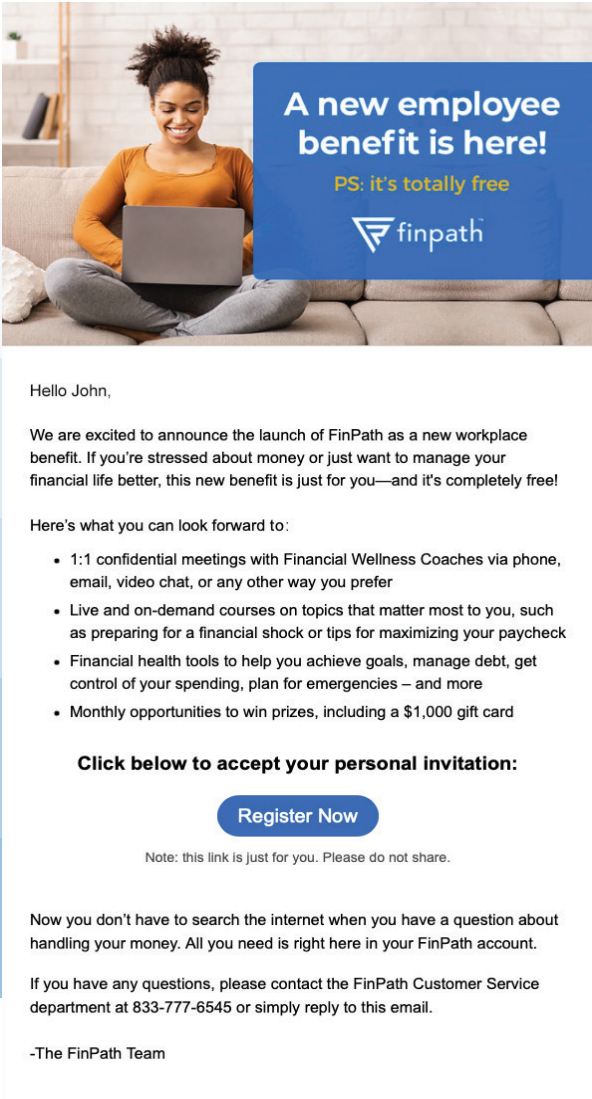 A new employee
benefit is here!
PS: it's totally free
finpath™
Hello John,
We are excited to announce the launch of FinPath as a new workplace
benefit. If you’re stressed about money or just want to manage your
financial life better, this new benefit is just for you—and it's completely free!
Here’s what you can look forward to:
• 1:1 confidential meetings with Financial Wellness Coaches via phone,
email, video chat, or any other way you prefer
• Live and on-demand courses on topics that matter most to you, such
as preparing for a financial shock or tips for maximizing your paycheck
• Financial health tools to help you achieve goals, manage debt, get
control of your spending, plan for emergencies – and more
• Monthly opportunities to win prizes, including a $1,000 gift card
Click below to accept your personal invitation:
Register Now
Note: this link is just for you. Please do not share.
Now you don’t have to search the internet when you have a question about
handling your money. All you need is right here in your FinPath account.
If you have any questions, please contact the FinPath Customer Service
department at 833-777-6545 or simply reply to this email.
-The FinPath Team